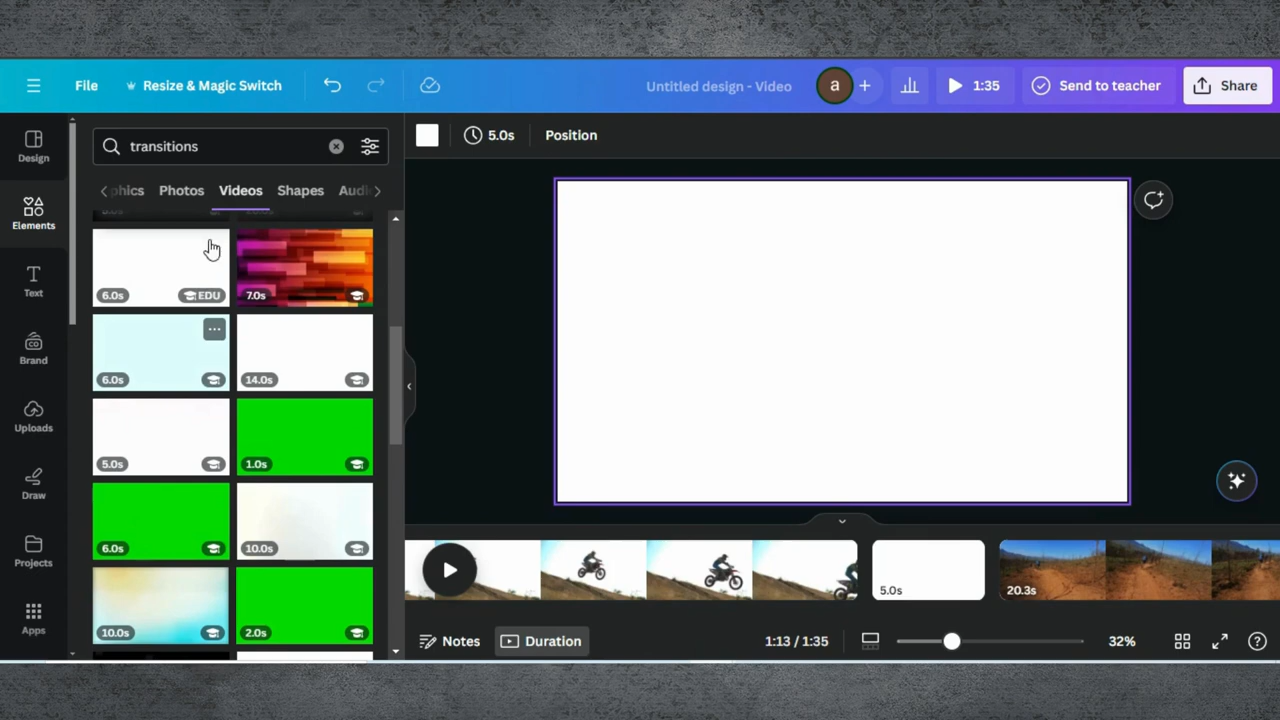 File
Resize & Magic Switch
Untitled design - Video
a
+
1:35
Send to teacher
Share
Design
Elements
Text
Brand
Uploads
Draw
Projects
Apps
transitions
phics
Photos
Videos
Shapes
Audi
5.0s
Position
6.0s
EDU
7.0s
6.0s
14.0s
5.0s
1.0s
6.0s
10.0s
10.0s
2.0s
5.0s
20.3s
Notes
Duration
1:13 / 1:35
32%